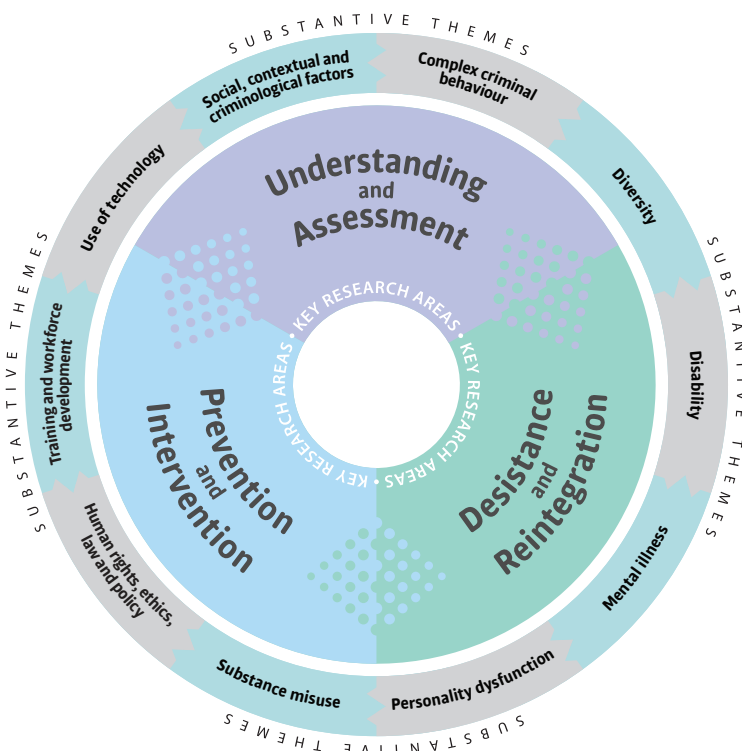 SUBSTANTIVE THEMES
Social, contextual and
criminological factors
Complex criminal
behaviour
Diversity
SUBSTANTIVE THEMES
Disability
Mental illness
Personality dysfunction
SUBSTANTIVE THEMES
Substance misuse
Human rights, ethics,
law and policy
SUBSTANTIVE THEMES
Training and workforce
development
Use of technology
Understanding
and
Assessment
• KEY RESEARCH AREAS
Desistance
and
Reintegration
• KEY RESEARCH AREAS
Prevention
and
Intervention
• KEY RESEARCH AREAS